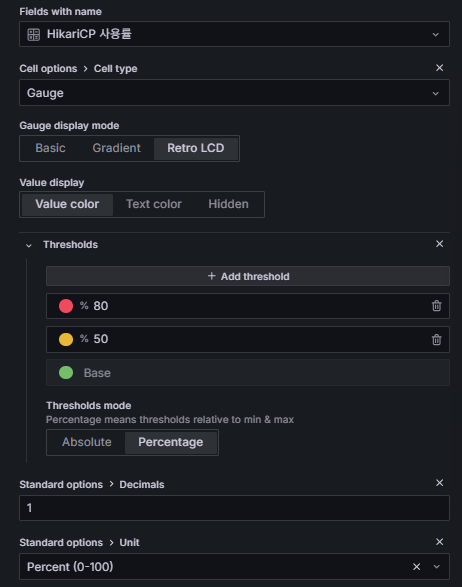 Fields with name
HikariCP 사용률
Cell options > Cell type
Gauge
Gauge display mode
Basic Gradient Retro LCD
Value display
Value color Text color Hidden
Thresholds
+ Add threshold
% 80
% 50
Base
Thresholds mode
Percentage means thresholds relative to min & max
Absolute Percentage
Standard options > Decimals
1
Standard options > Unit
Percent (0-100)